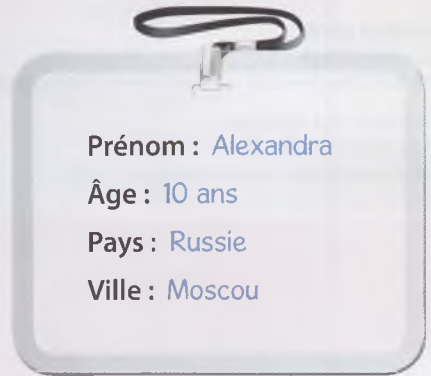 Prénom : Alexandra
Âge : 10 ans
Pays : Russie
Ville : Moscou